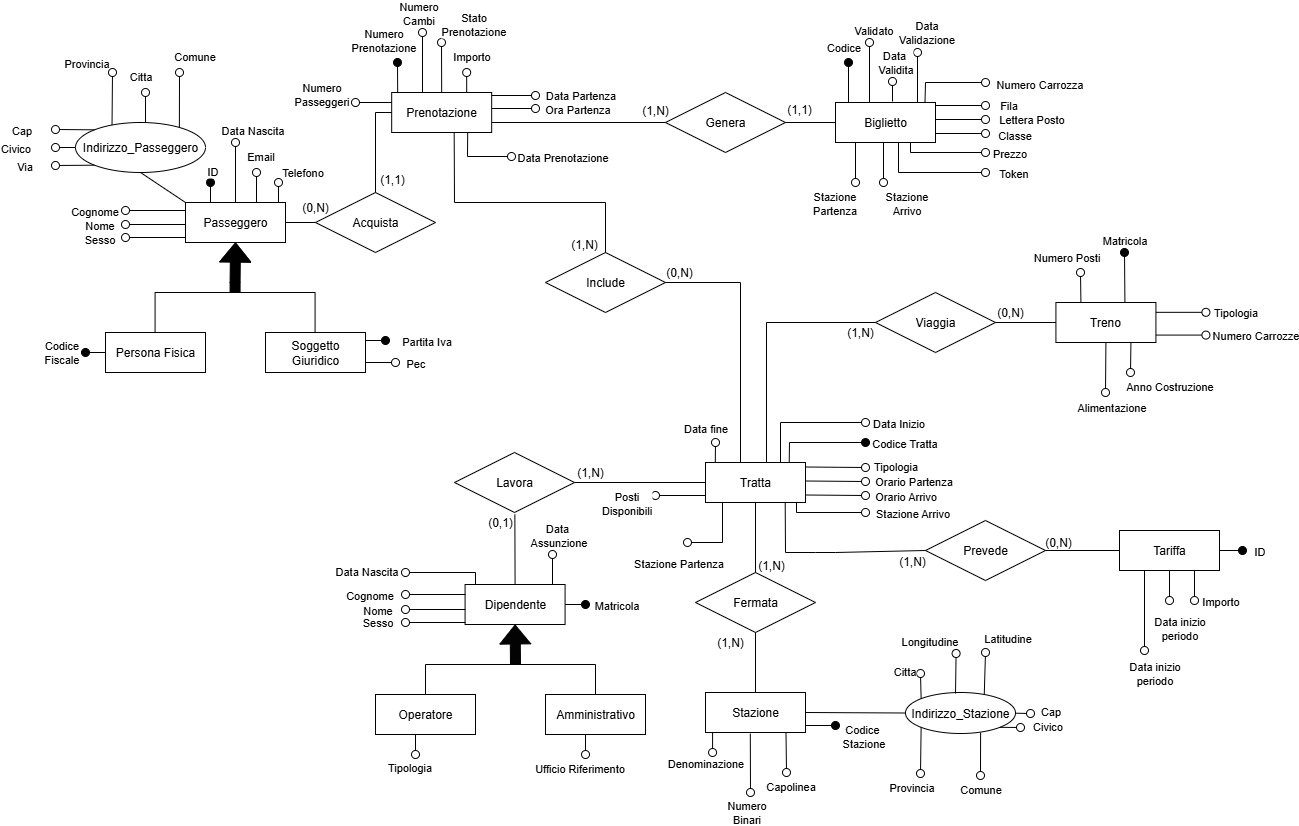 Numero
Cambi
Stato
Prenotazione
Numero
Prenotazione
Importo
Numero
Passeggeri
Prenotazione
Data Partenza
Ora Partenza
Data Prenotazione
(1,N)
Genera
(1,1)
Validato
Data
Validazione
Codice
Data
Validita
Numero Carrozza
Biglietto
Fila
Lettera Posto
Classe
Prezzo
Token
Stazione
Partenza
Stazione
Arrivo
Provincia
Citta
Comune
Cap
Civico
Via
Indirizzo_Passeggero
Data Nascita
Email
ID
Telefono
Cognome
Nome
Sesso
Passeggero
(0,N)
(1,1)
Acquista
Codice
Fiscale
Persona Fisica
Soggetto
Giuridico
Partita Iva
Pec
(1,N)
Include
(0,N)
Matricola
Numero Posti
(1,N)
Viaggia
(0,N)
Treno
Tipologia
Numero Carrozze
Anno Costruzione
Alimentazione
Data fine
Data Inizio
Codice Tratta
Tipologia
Orario Partenza
Orario Arrivo
Stazione Arrivo
Tratta
Posti
Disponibili
Stazione Partenza
Lavora
(1,N)
(0,1)
Data
Assunzione
Data Nascita
Cognome
Nome
Sesso
Dipendente
Matricola
Operatore
Tipologia
Amministrativo
Ufficio Riferimento
(1,N)
Prevede
(0,N)
Tariffa
ID
Importo
Data inizio
periodo
Data inizio
periodo
(1,N)
Fermata
(1,N)
Stazione
Codice
Stazione
Denominazione
Numero
Binari
Capolinea
Longitudine
Latitudine
Citta
Indirizzo_Stazione
Cap
Civico
Provincia
Comune